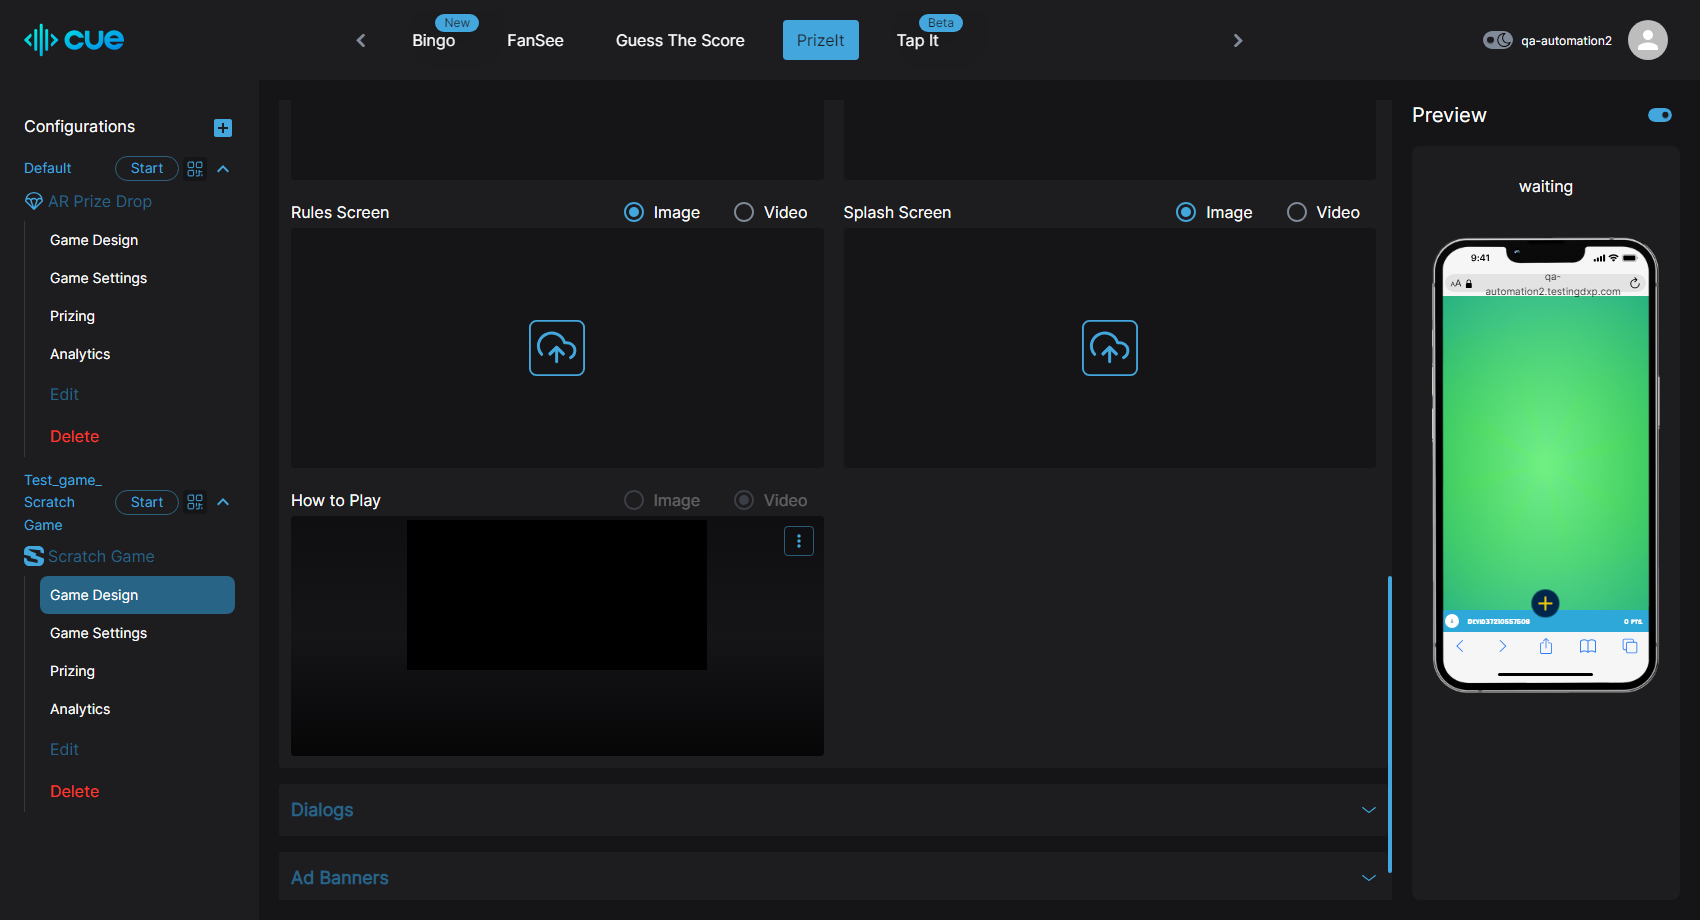 cue
New
Bingo
FanSee
Guess The Score
PrizeIt
Beta
Tap It
qa-automation2
Configurations
Default
Start
AR Prize Drop
Game Design
Game Settings
Prizing
Analytics
Edit
Delete
Test_game_
Scratch
Game
Start
Scratch Game
Game Design
Game Settings
Prizing
Analytics
Edit
Delete
Rules Screen
Image
Video
Splash Screen
Image
Video
How to Play
Image
Video
Dialogs
Ad Banners
Preview
waiting
9:41
AA
qa-
automation2.testingdxp.com
0 PTS.